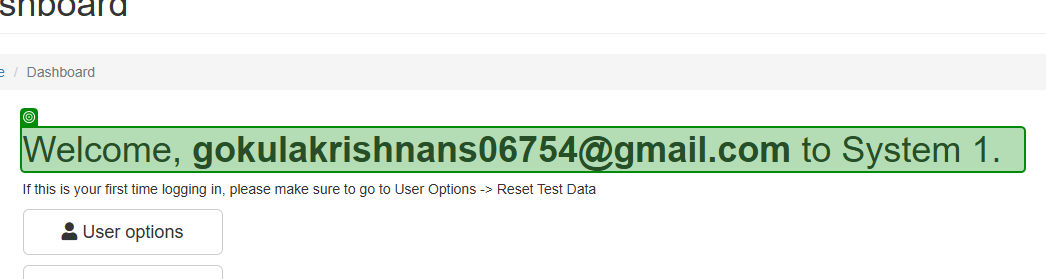 shboard
e / Dashboard
Welcome, gokulakrishnans06754@gmail.com to System 1.
If this is your first time logging in, please make sure to go to User Options -> Reset Test Data
User options